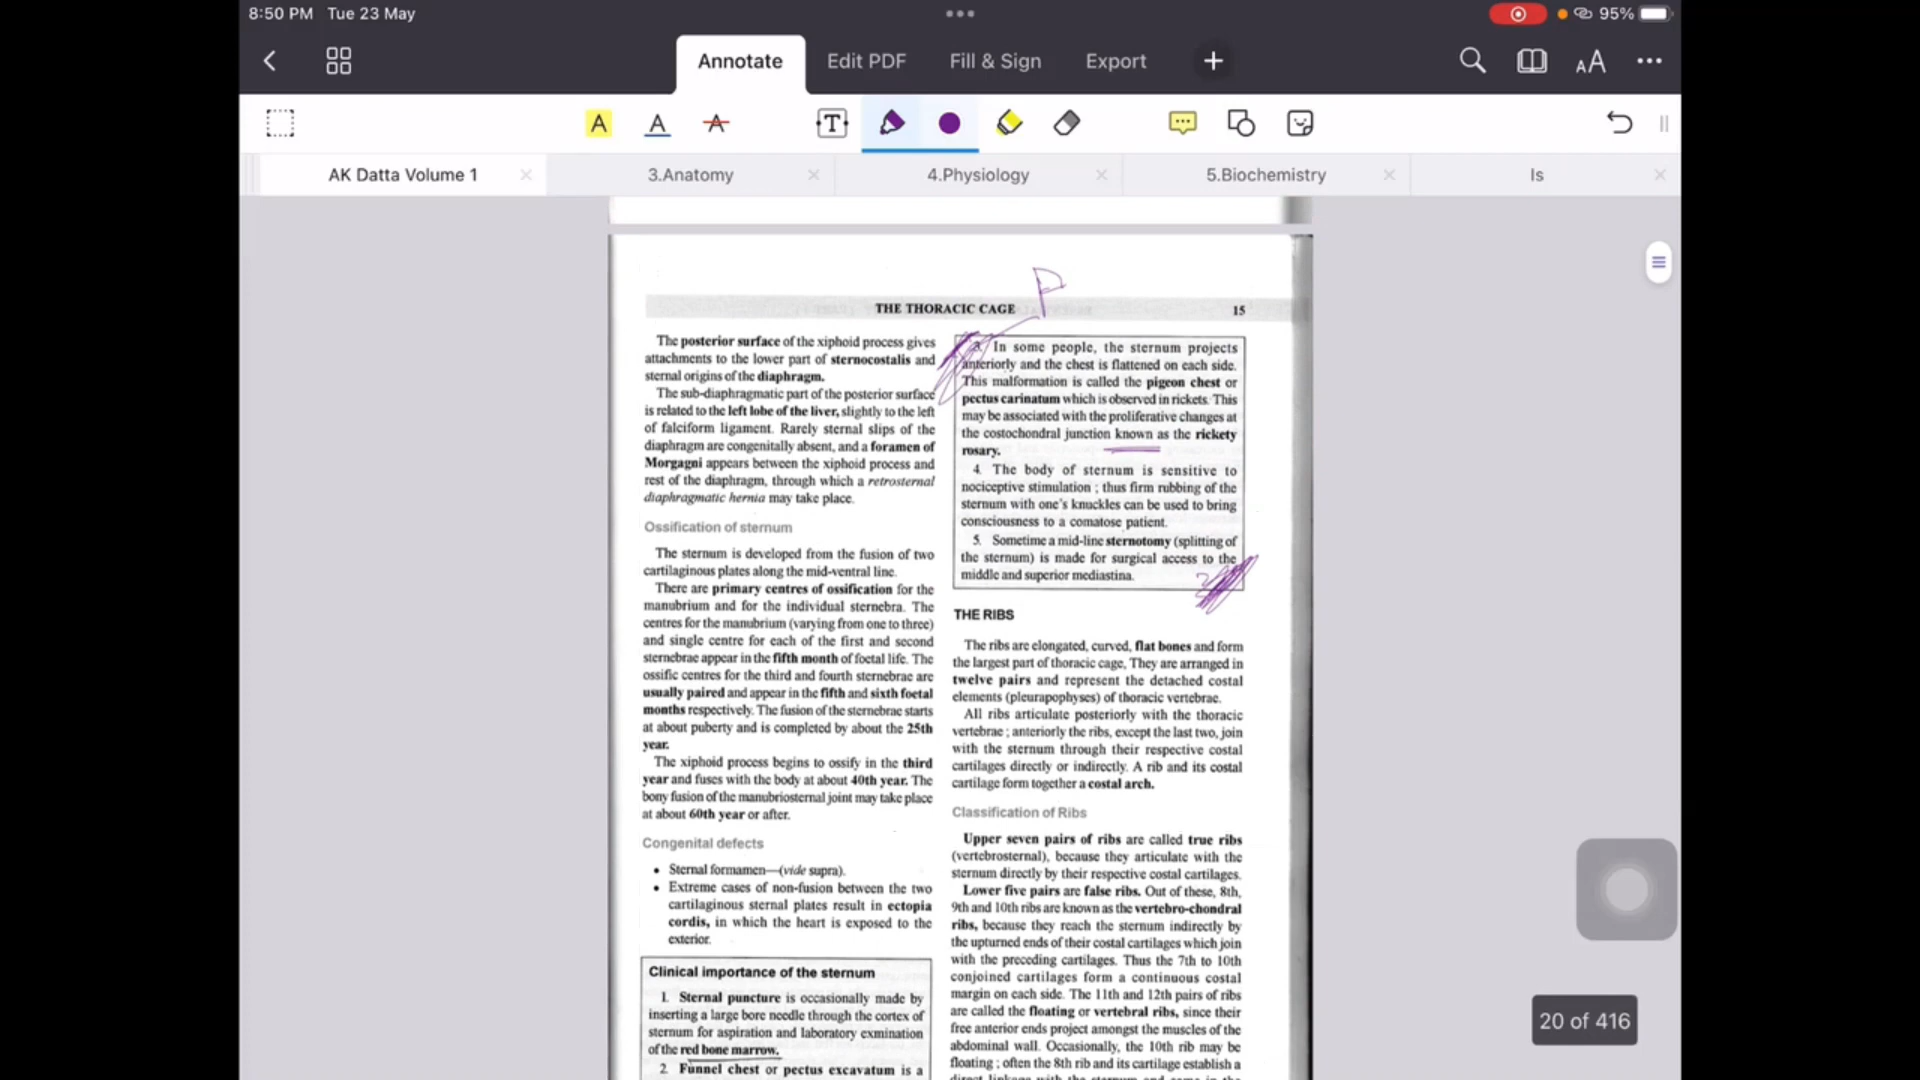 8:50 PM Tue 23 May
95%
Annotate
Edit PDF
Fill & Sign
Export
AK Datta Volume 1
3.Anatomy
4.Physiology
5.Biochemistry
Is
P
THE THORACIC CAGE
15
The posterior surface of the xiphoid process gives
attachments to the lower part of sternocostalis and
sternal origins of the diaphragm.
The sub-diaphragmatic part of the posterior surface
is related to the left lobe of the liver, slightly to the left
of falciform ligament. Rarely sternal slips of the
diaphragm are congenitally absent, and a foramen of
Morgagni appears between the xiphoid process and
rest of the diaphragm, through which a retrosternal
diaphragmatic hernia may take place.
Ossification of sternum
The sternum is developed from the fusion of two
cartilaginous plates along the mid-ventral line.
There are primary centres of ossification for the
manubrium and for the individual sternebra. The
centres for the manubrium (varying from one to three)
and single centre for each of the first and second
sternebrae appear in the fifth month of foetal life. The
ossific centres for the third and fourth sternebrae are
usually paired and appear in the fifth and sixth foetal
months respectively. The fusion of the sternebrae starts
at about puberty and is completed by about the 25th
year.
The xiphoid process begins to ossify in the third
year and fuses with the body at about 40th year. The
bony fusion of the manubriosternal joint may take place
at about 60th year or after.
Congenital defects
• Sternal formamen—(vide supra).
• Extreme cases of non-fusion between the two
cartilaginous sternal plates result in ectopia
cordis, in which the heart is exposed to the
exterior.
Clinical importance of the sternum
1. Sternal puncture is occasionally made by
inserting a large bore needle through the cortex of
sternum for aspiration and laboratory exmination
of the red bone marrow.
2. Funnel chest or pectus excavatum is a
3. In some people, the sternum projects
anteriorly and the chest is flattened on each side.
This malformation is called the pigeon chest or
pectus carinatum which is observed in rickets. This
may be associated with the proliferative changes at
the costochondral junction known as the rickety
rosary.
4. The body of sternum is sensitive to
nociceptive stimulation ; thus firm rubbing of the
sternum with one's knuckles can be used to bring
consciousness to a comatose patient.
5. Sometime a mid-line sternotomy (splitting of
the sternum) is made for surgical access to the
middle and superior mediastina.
THE RIBS
The ribs are elongated, curved, flat bones and form
the largest part of thoracic cage, They are arranged in
twelve pairs and represent the detached costal
elements (pleurapophyses) of thoracic vertebrae.
All ribs articulate posteriorly with the thoracic
vertebrae ; anteriorly the ribs, except the last two, join
with the sternum through their respective costal
cartilages directly or indirectly. A rib and its costal
cartilage form together a costal arch.
Classification of Ribs
Upper seven pairs of ribs are called true ribs
(vertebrosternal), because they articulate with the
sternum directly by their respective costal cartilages.
Lower five pairs are false ribs. Out of these, 8th,
9th and 10th ribs are known as the vertebro-chondral
ribs, because they reach the sternum indirectly by
the upturned ends of their costal cartilages which join
with the preceding cartilages. Thus the 7th to 10th
conjoined cartilages form a continuous costal
margin on each side. The 11th and 12th pairs of ribs
are called the floating or vertebral ribs, since their
free anterior ends project amongst the muscles of the
abdominal wall. Occasionally, the 10th rib may be
floating ; often the 8th rib and its cartilage establish a
20 of 416